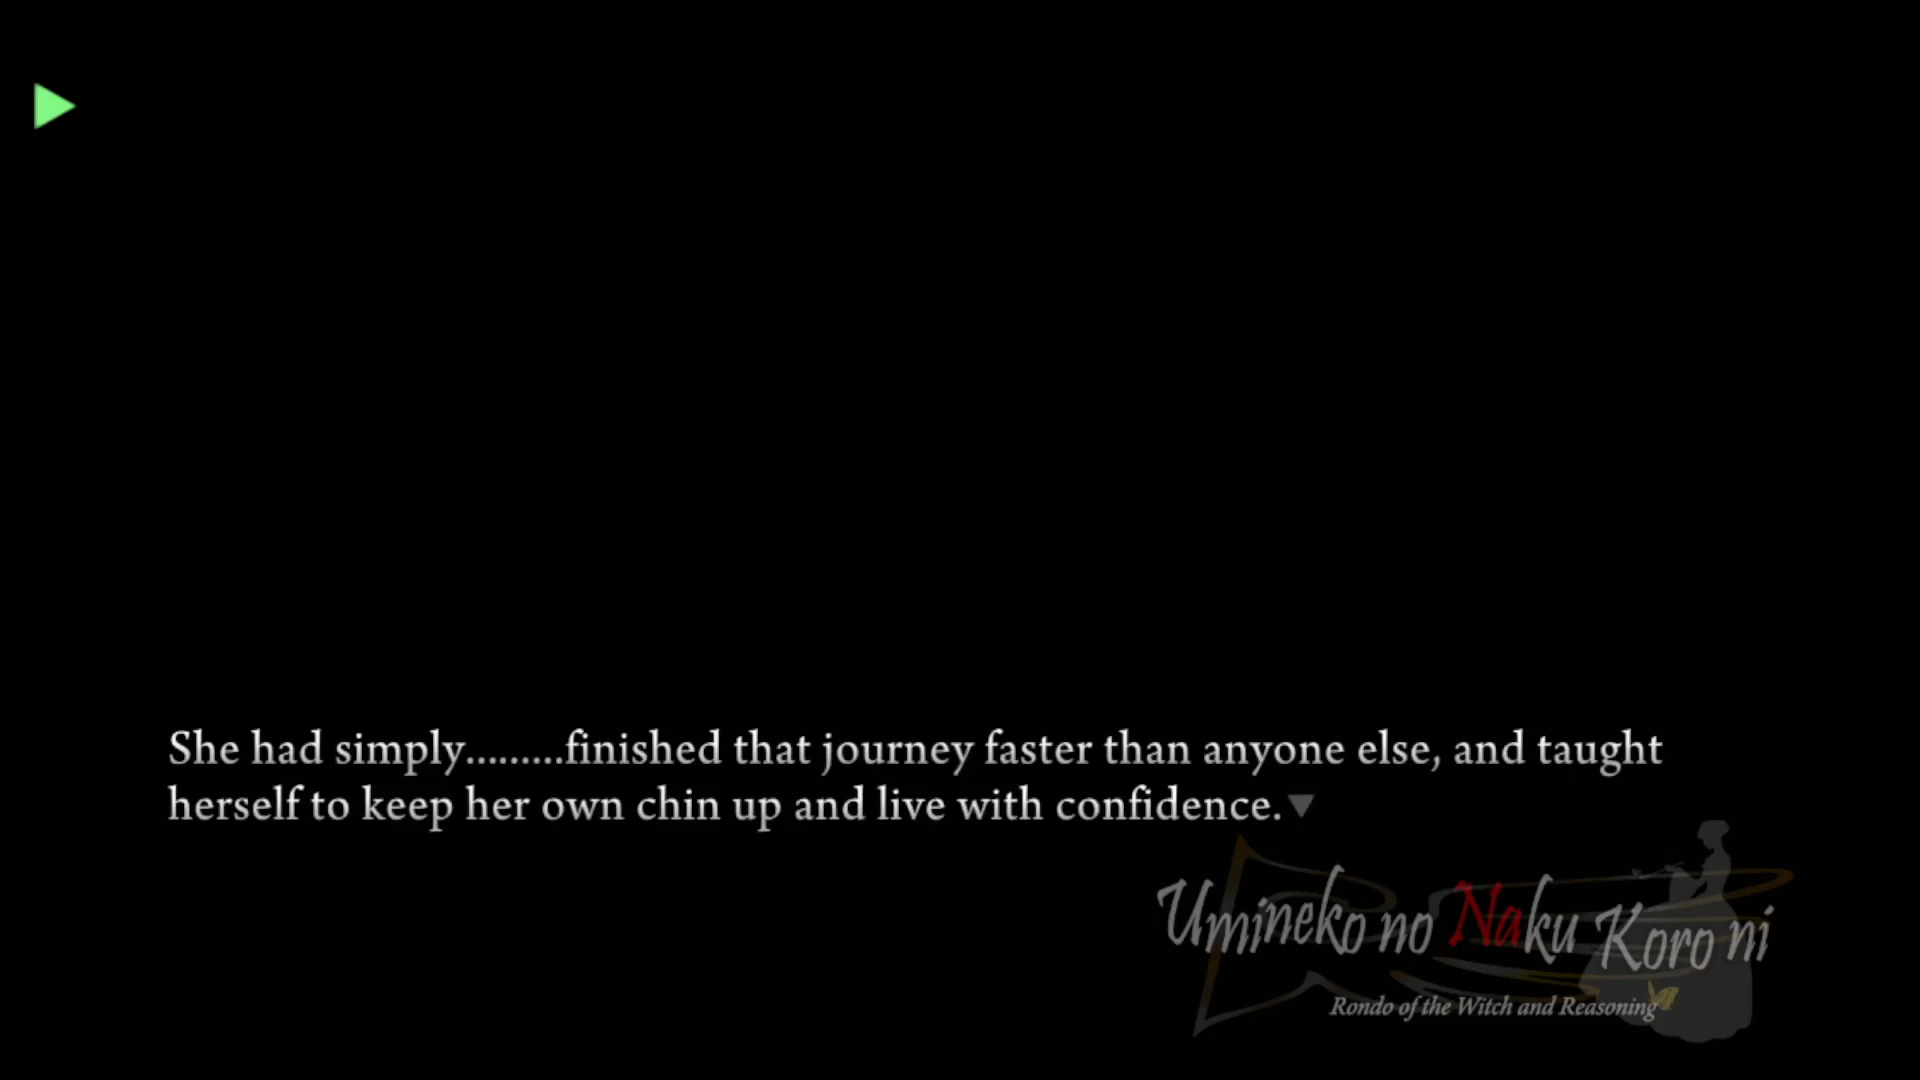 She had simply.........finished that journey faster than anyone else, and taught
herself to keep her own chin up and live with confidence.
Umineko no Naku Koro ni
Rondo of the Witch and Reasoning